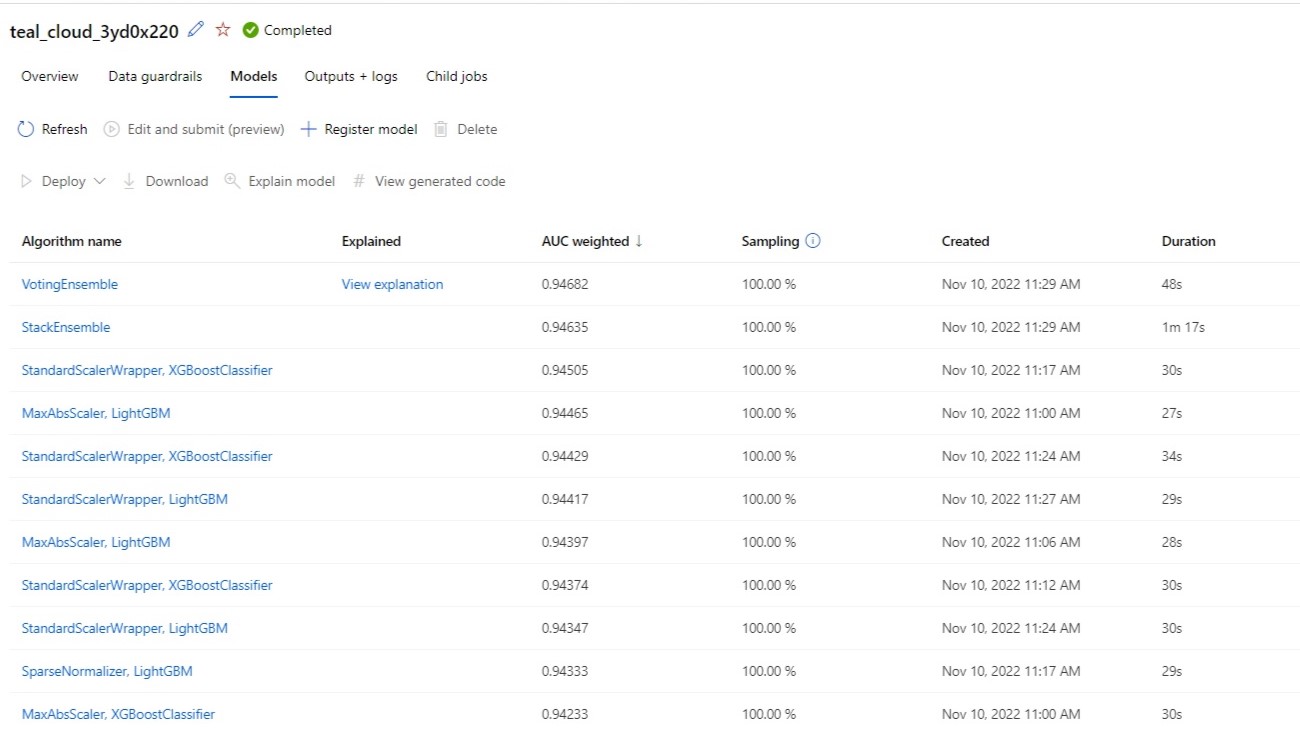 teal_cloud_3yd0x220 Completed
Overview Data guardrails Models Outputs + logs Child jobs
Refresh Edit and submit (preview) Register model Delete
Deploy Download Explain model # View generated code
Algorithm name Explained AUC weighted ↓ Sampling Created Duration
VotingEnsemble View explanation 0.94682 100.00 % Nov 10, 2022 11:29 AM 48s
StackEnsemble 0.94635 100.00 % Nov 10, 2022 11:29 AM 1m 17s
StandardScalerWrapper, XGBoostClassifier 0.94505 100.00 % Nov 10, 2022 11:17 AM 30s
MaxAbsScaler, LightGBM 0.94465 100.00 % Nov 10, 2022 11:00 AM 27s
StandardScalerWrapper, XGBoostClassifier 0.94429 100.00 % Nov 10, 2022 11:24 AM 34s
StandardScalerWrapper, LightGBM 0.94417 100.00 % Nov 10, 2022 11:27 AM 29s
MaxAbsScaler, LightGBM 0.94397 100.00 % Nov 10, 2022 11:06 AM 28s
StandardScalerWrapper, XGBoostClassifier 0.94374 100.00 % Nov 10, 2022 11:12 AM 30s
StandardScalerWrapper, LightGBM 0.94347 100.00 % Nov 10, 2022 11:24 AM 30s
SparseNormalizer, LightGBM 0.94333 100.00 % Nov 10, 2022 11:17 AM 29s
MaxAbsScaler, XGBoostClassifier 0.94233 100.00 % Nov 10, 2022 11:00 AM 30s